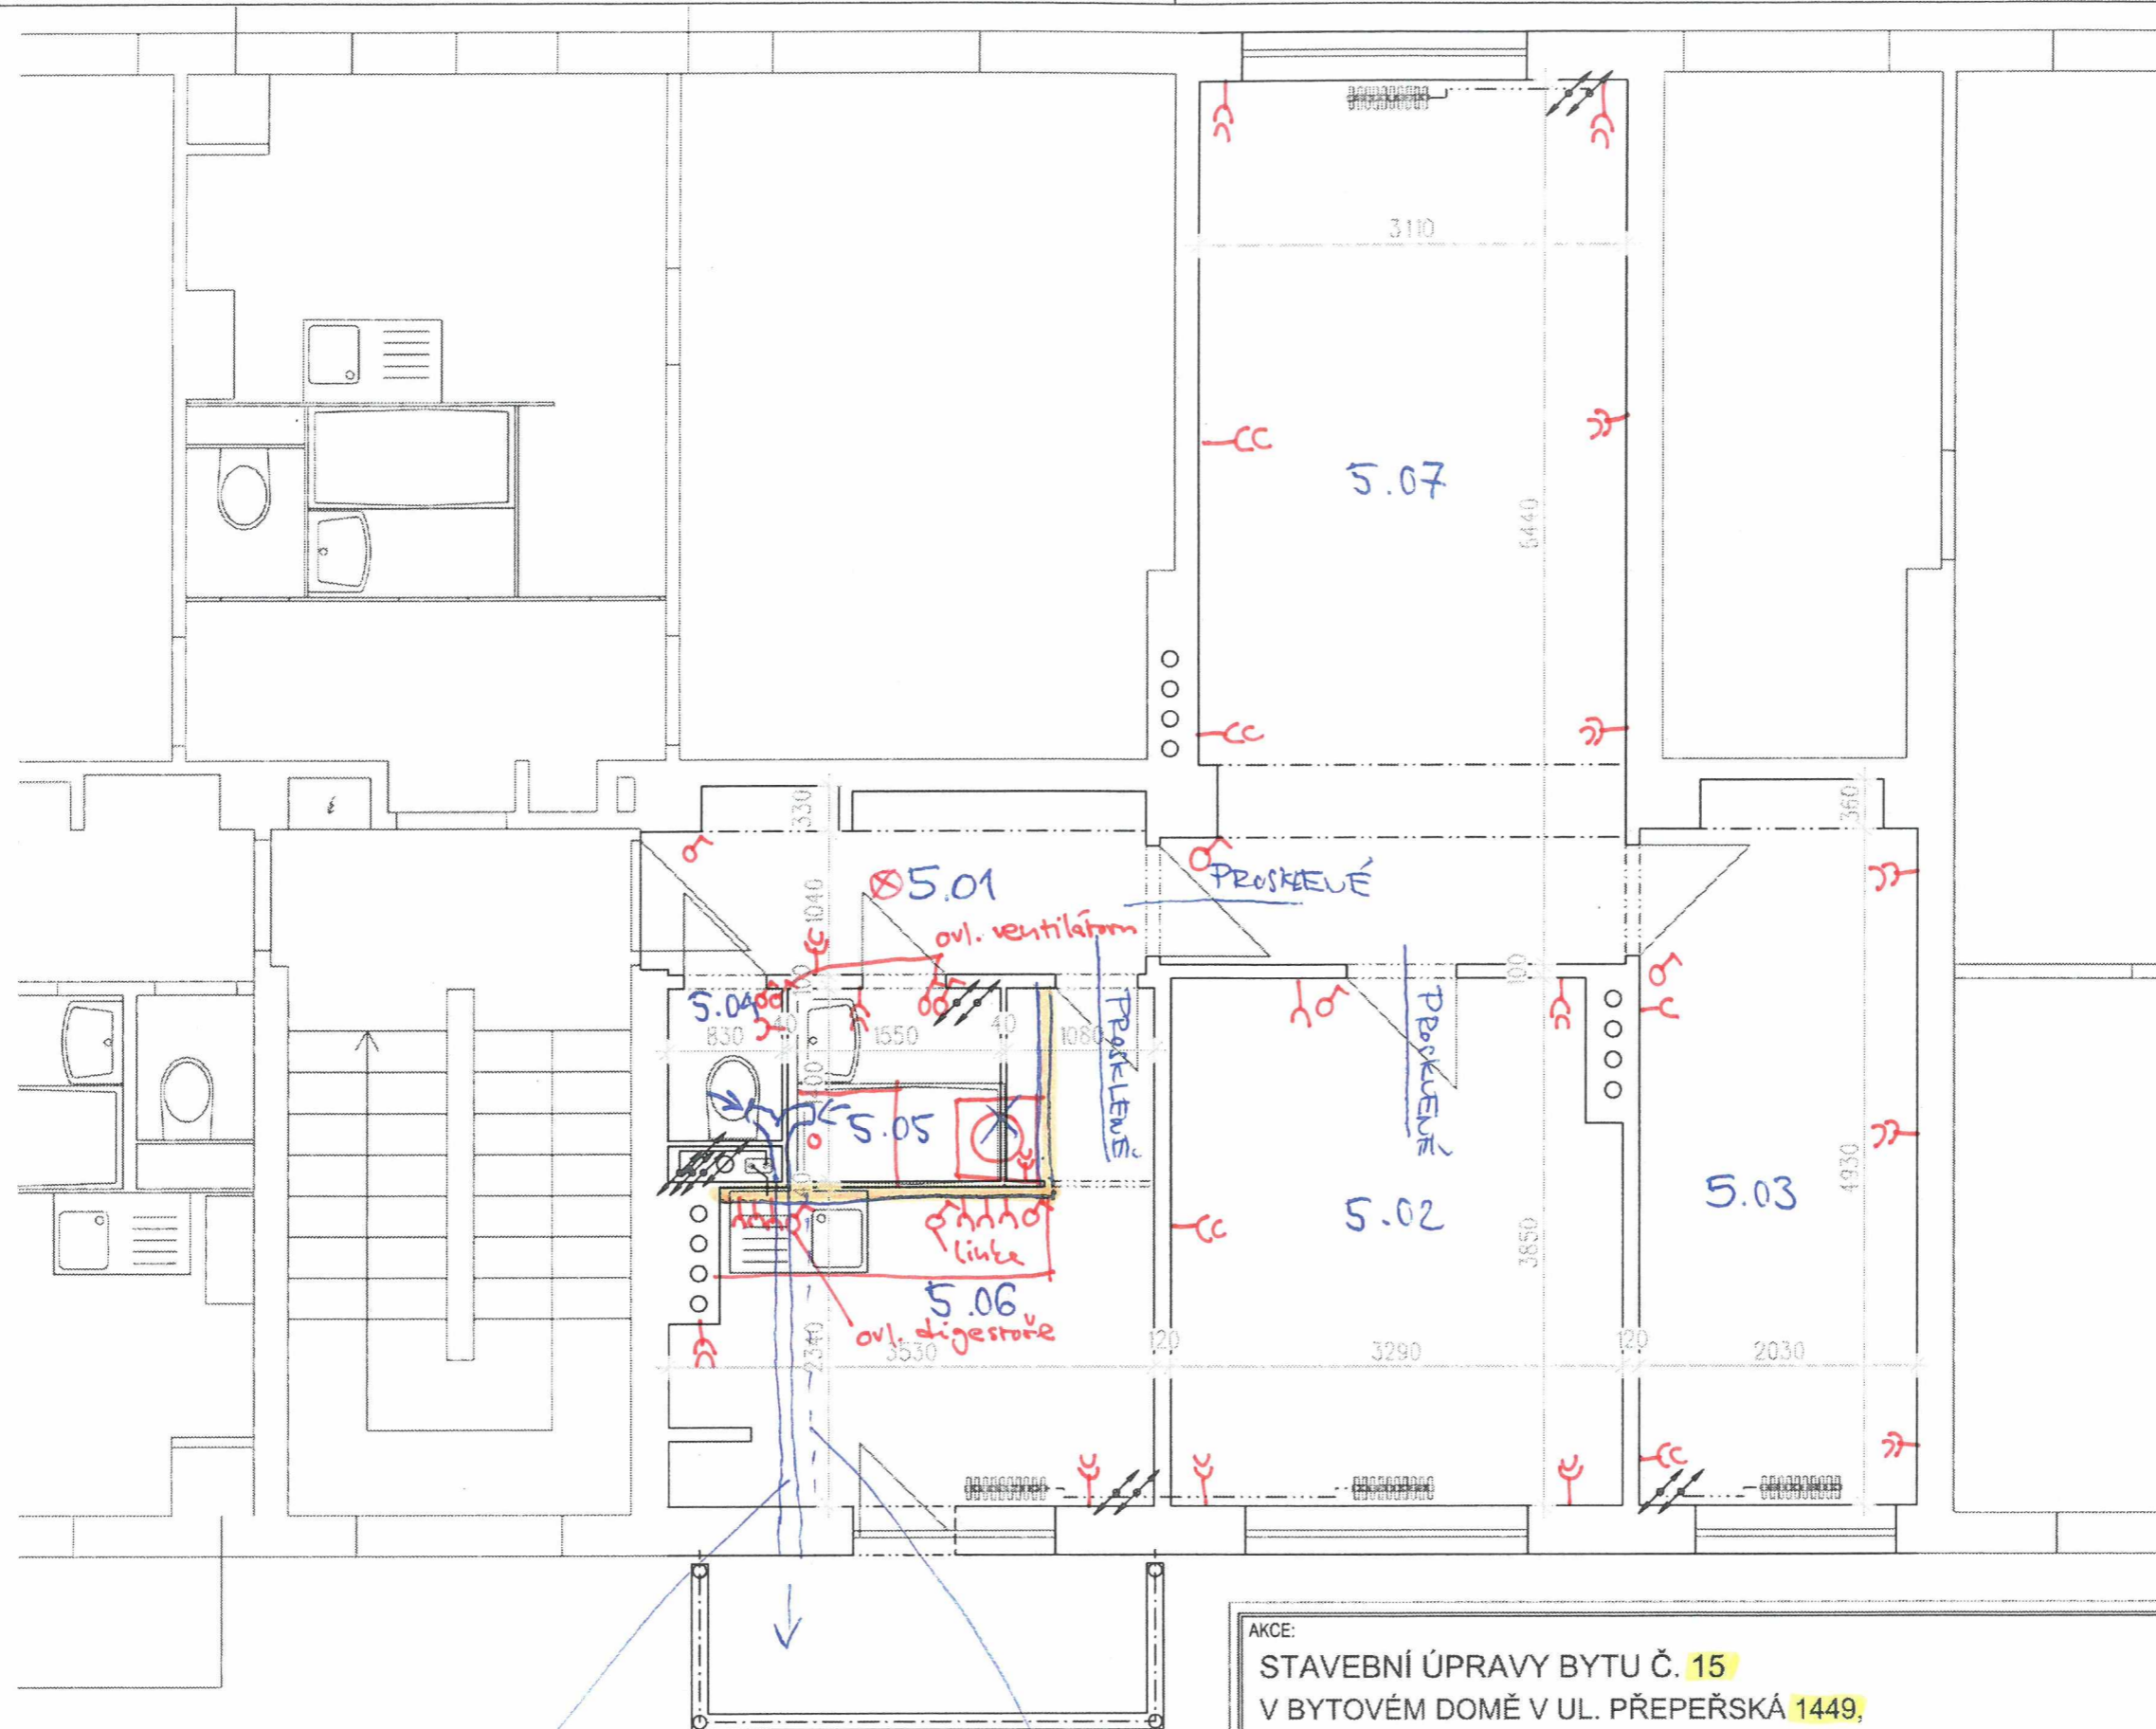 3110
5.07
6440
330
360
5.01
PROSKLENÉ
1040
ovl. ventilátoru
100
5.04
830
40
1550
40
1080
PROSKLENÉ
PROSKLENÉ
5.05
5.02
5.03
4930
linka
5.06
ovl. digestoře
2340
3530
120
3290
3850
120
2030
AKCE:
STAVEBNÍ ÚPRAVY BYTU Č. 15
V BYTOVÉM DOMĚ V UL. PŘEPEŘSKÁ 1449,